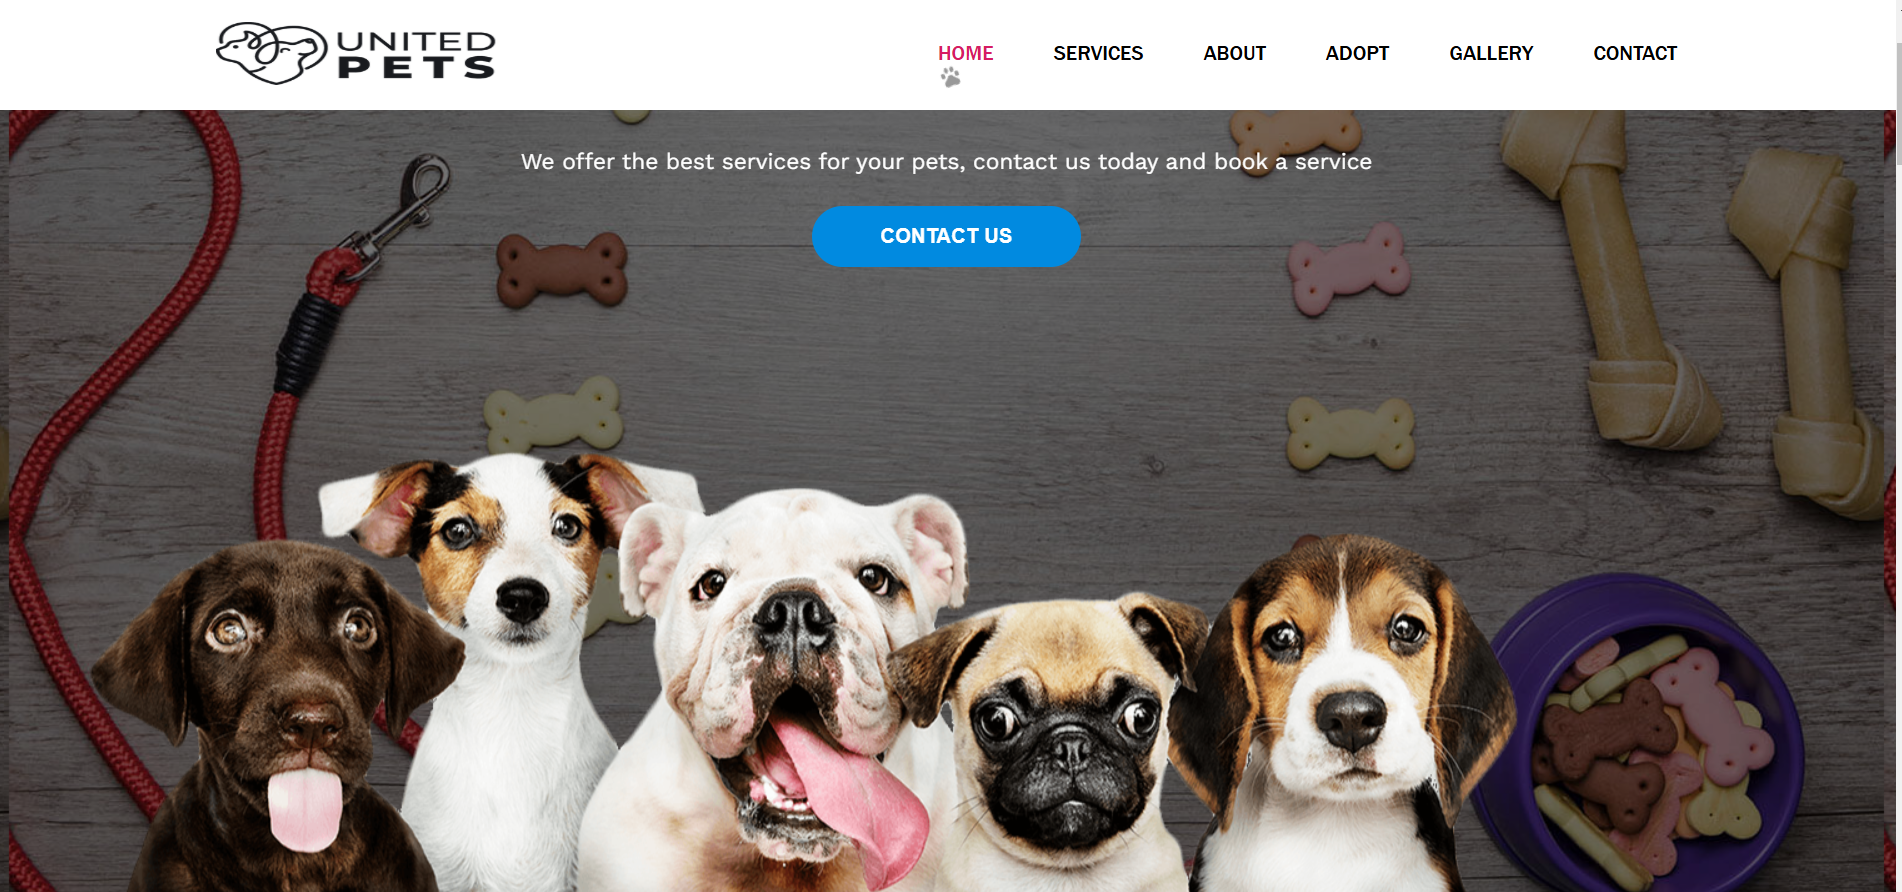 UNITED
PETS
HOME
SERVICES
ABOUT
ADOPT
GALLERY
CONTACT
We offer the best services for your pets, contact us today and book a service
CONTACT US